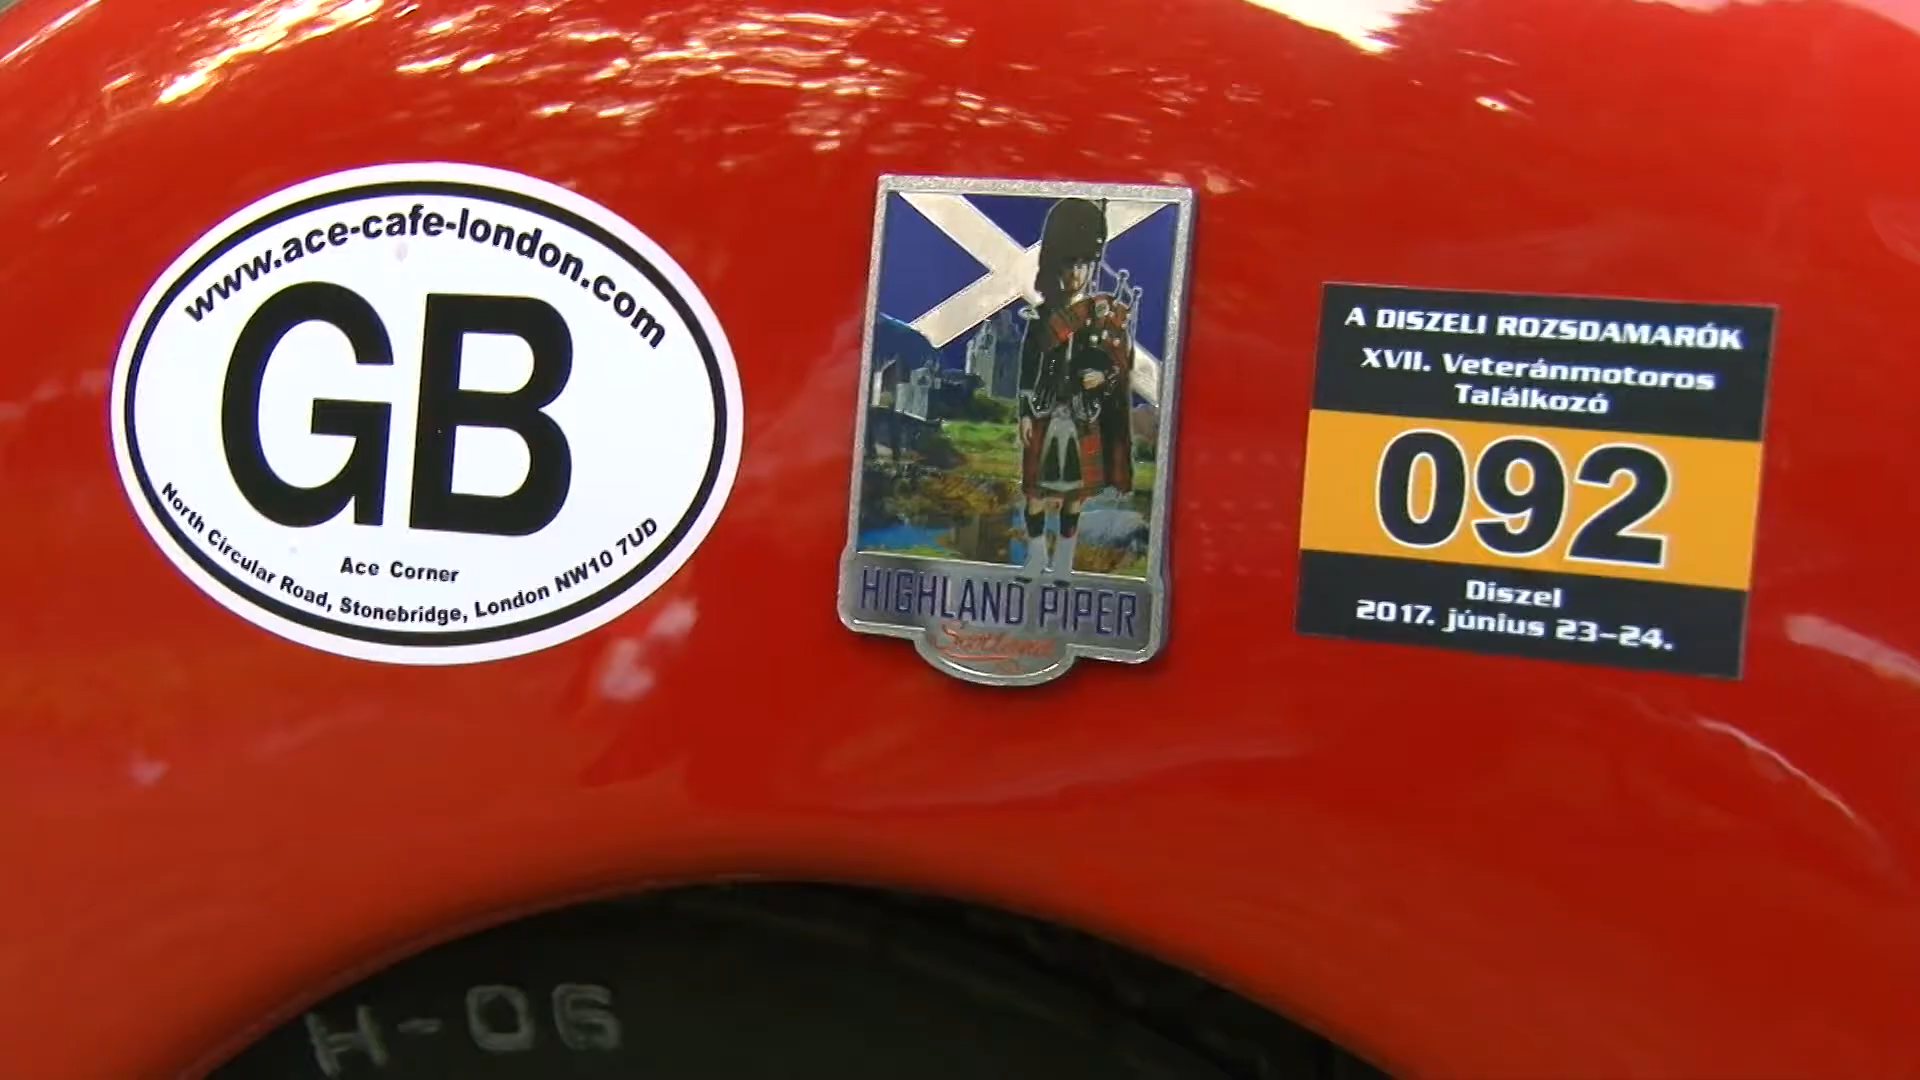 www.ace-cafe-london.com
GB
Ace Corner
North Circular Road, Stonebridge, London NW10 7UD
HIGHLAND PIPER
Scotland
A DISZELI ROZSDAMARÓK
XVII. Veteránmotoros
Találkozó
092
Diszel
2017. június 23-24.
H-06